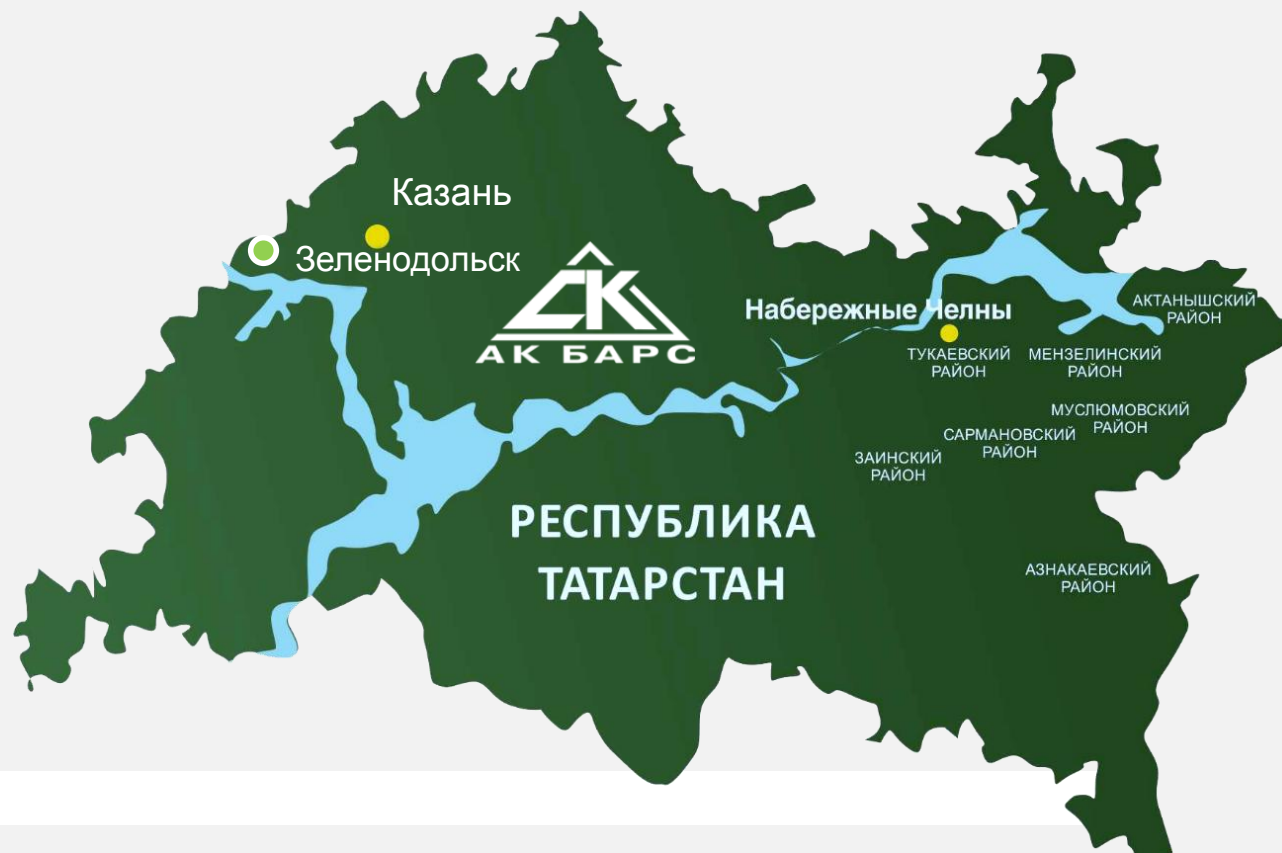 Казань
Зеленодольск
СК
АК БАРС
Набережные Челны
АКТАНЫШСКИЙ
РАЙОН
ТУКАЕВСКИЙ
РАЙОН
МЕНЗЕЛИНСКИЙ
РАЙОН
МУСЛЮМОВСКИЙ
РАЙОН
САРМАНОВСКИЙ
РАЙОН
ЗАИНСКИЙ
РАЙОН
РЕСПУБЛИКА
ТАТАРСТАН
АЗНАКАЕВСКИЙ
РАЙОН